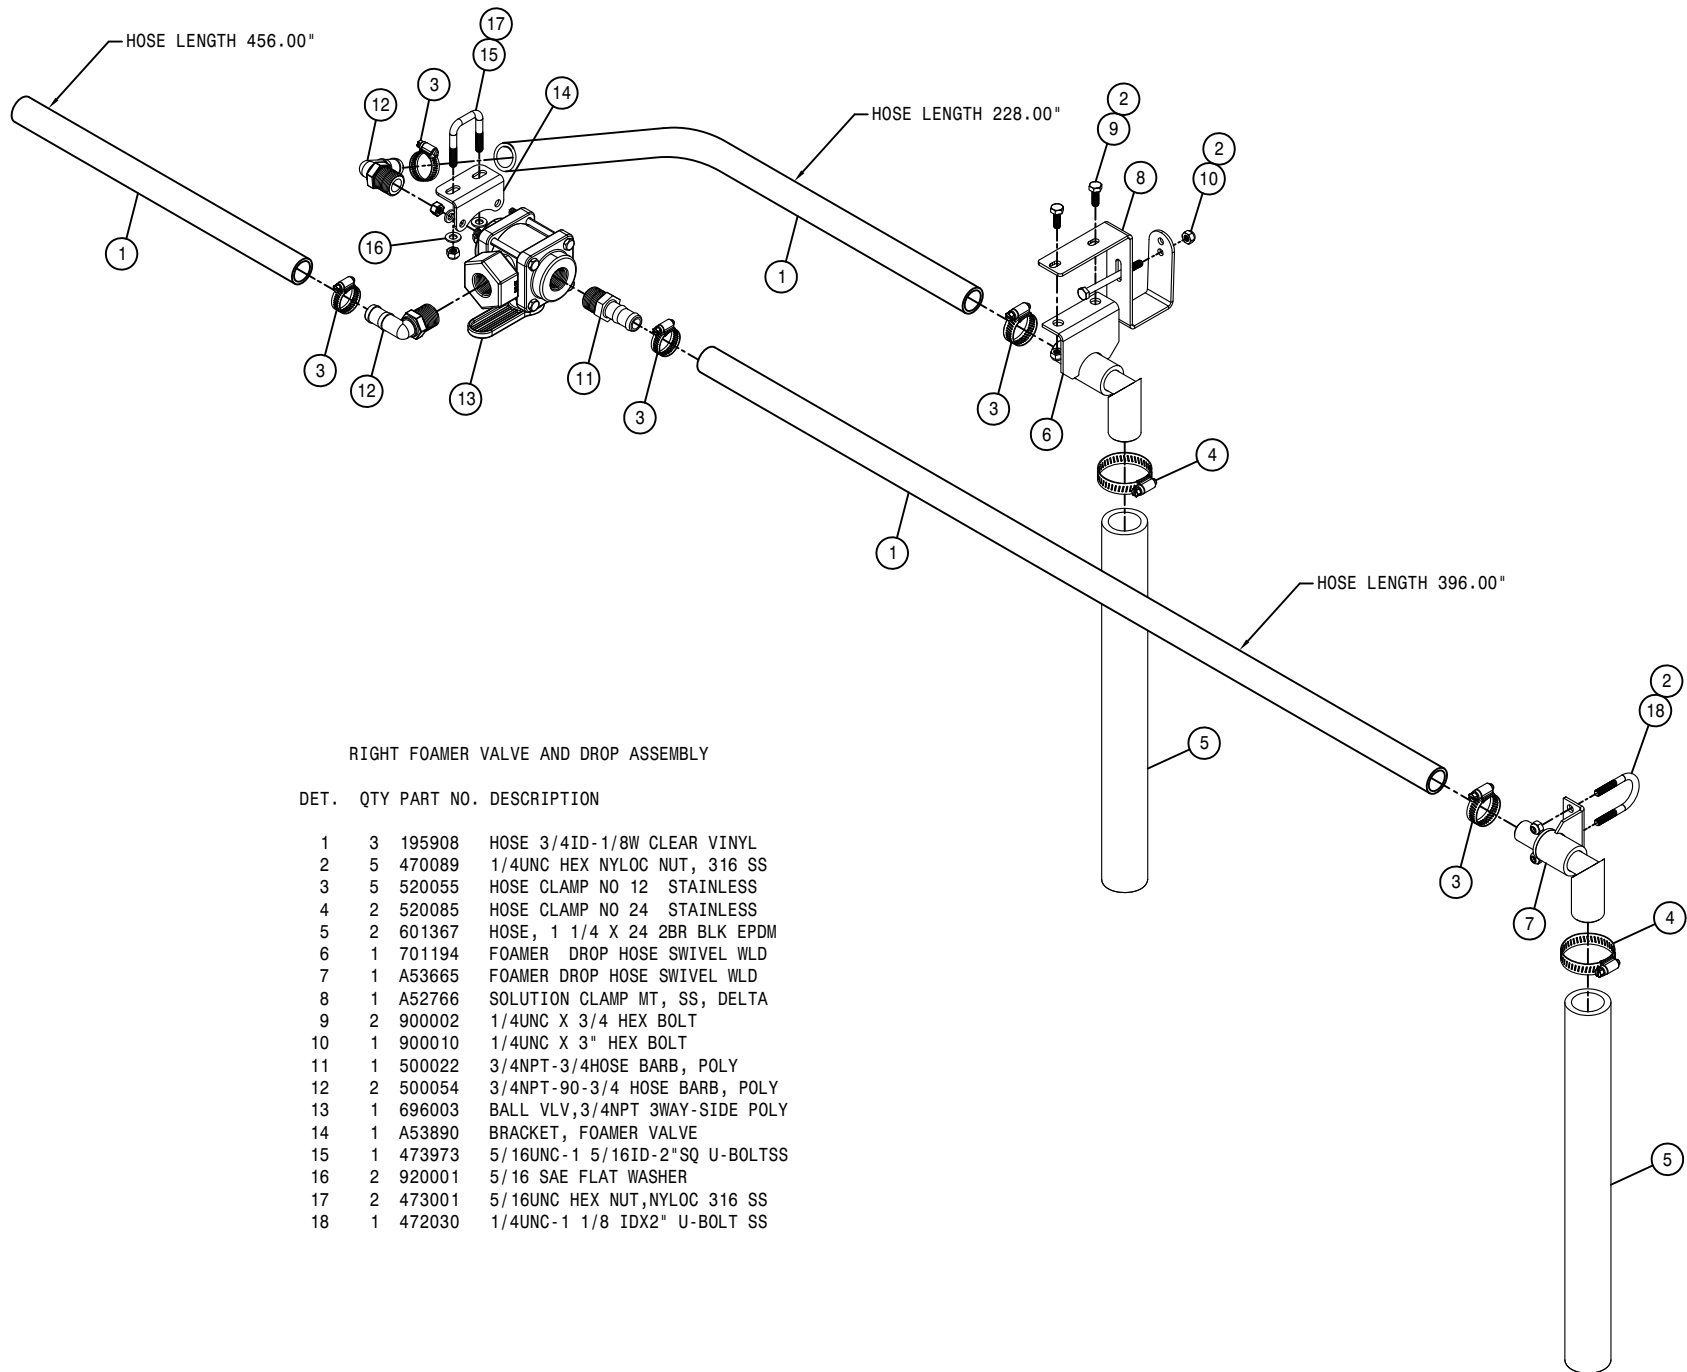 17
HOSE LENGTH 456.00"
15
3
14
12
2
HOSE LENGTH 228.00"
9
2
8
10
16
1
1
3
12
13
11
3
3
6
4
1
HOSE LENGTH 396.00"
2
18
5
3
7
4
5
RIGHT FOAMER VALVE AND DROP ASSEMBLY
DET. QTY PART NO. DESCRIPTION
1 3 195908 HOSE 3/4ID-1/8W CLEAR VINYL
2 5 470089 1/4UNC HEX NYLOC NUT, 316 SS
3 5 520055 HOSE CLAMP NO 12 STAINLESS
4 2 520085 HOSE CLAMP NO 24 STAINLESS
5 2 601367 HOSE, 1 1/4 X 24 2BR BLK EPDM
6 1 701194 FOAMER DROP HOSE SWIVEL WLD
7 1 A53665 FOAMER DROP HOSE SWIVEL WLD
8 1 A52766 SOLUTION CLAMP MT, SS, DELTA
9 2 900002 1/4UNC X 3/4 HEX BOLT
10 1 900010 1/4UNC X 3" HEX BOLT
11 1 500022 3/4NPT-3/4HOSE BARB, POLY
12 2 500054 3/4NPT-90-3/4 HOSE BARB, POLY
13 1 696003 BALL VLV,3/4NPT 3WAY-SIDE POLY
14 1 A53890 BRACKET, FOAMER VALVE
15 1 473973 5/16UNC-1 5/16ID-2"SQ U-BOLTSS
16 2 920001 5/16 SAE FLAT WASHER
17 2 473001 5/16UNC HEX NUT,NYLOC 316 SS
18 1 472030 1/4UNC-1 1/8 IDX2" U-BOLT SS